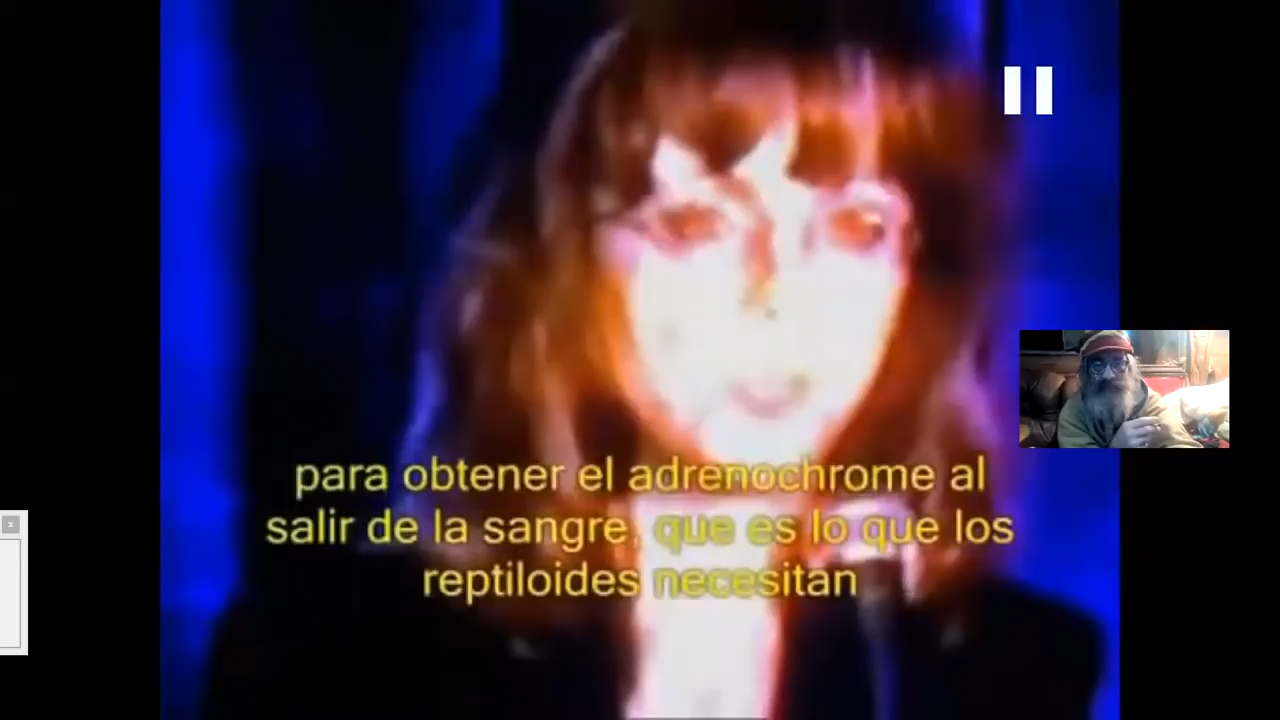 para obtener el adrenochrome al
salir de la sangre, que es lo que los
reptiloides necesitan